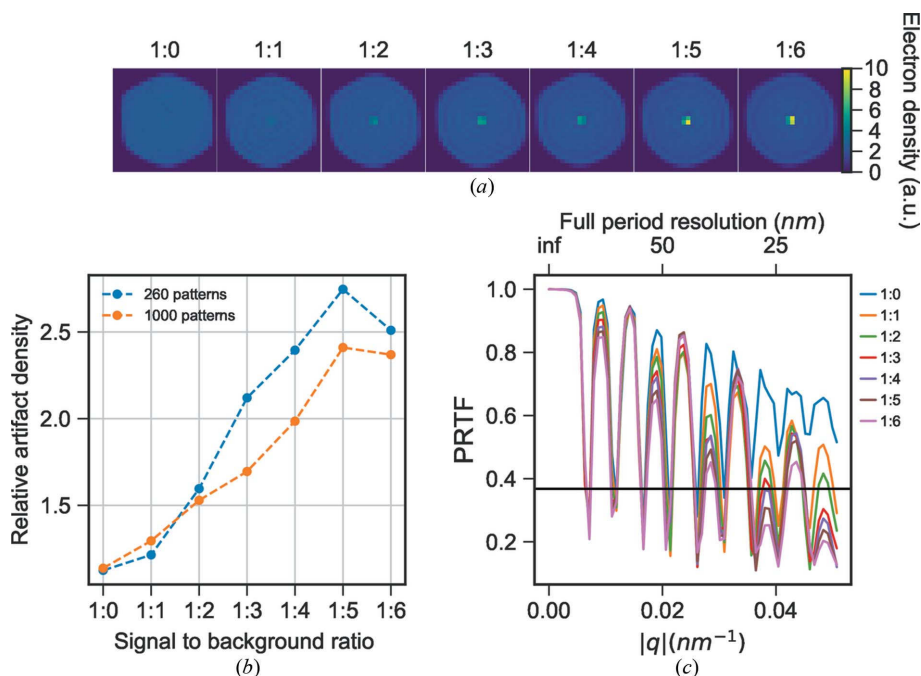 1:0 1:1 1:2 1:3 1:4 1:5 1:6
10
8
6
4
2
0
Electron density (a.u.)
(a)
260 patterns
1000 patterns
2.5
2.0
1.5
Relative artifact density
1:0 1:1 1:2 1:3 1:4 1:5 1:6
Signal to background ratio
(b)
Full period resolution (nm)
inf 50 25
1.0
0.8
0.6
0.4
0.2
PRTF
1:0
1:1
1:2
1:3
1:4
1:5
1:6
0.00 0.02 0.04
|q|(nm⁻¹)
(c)